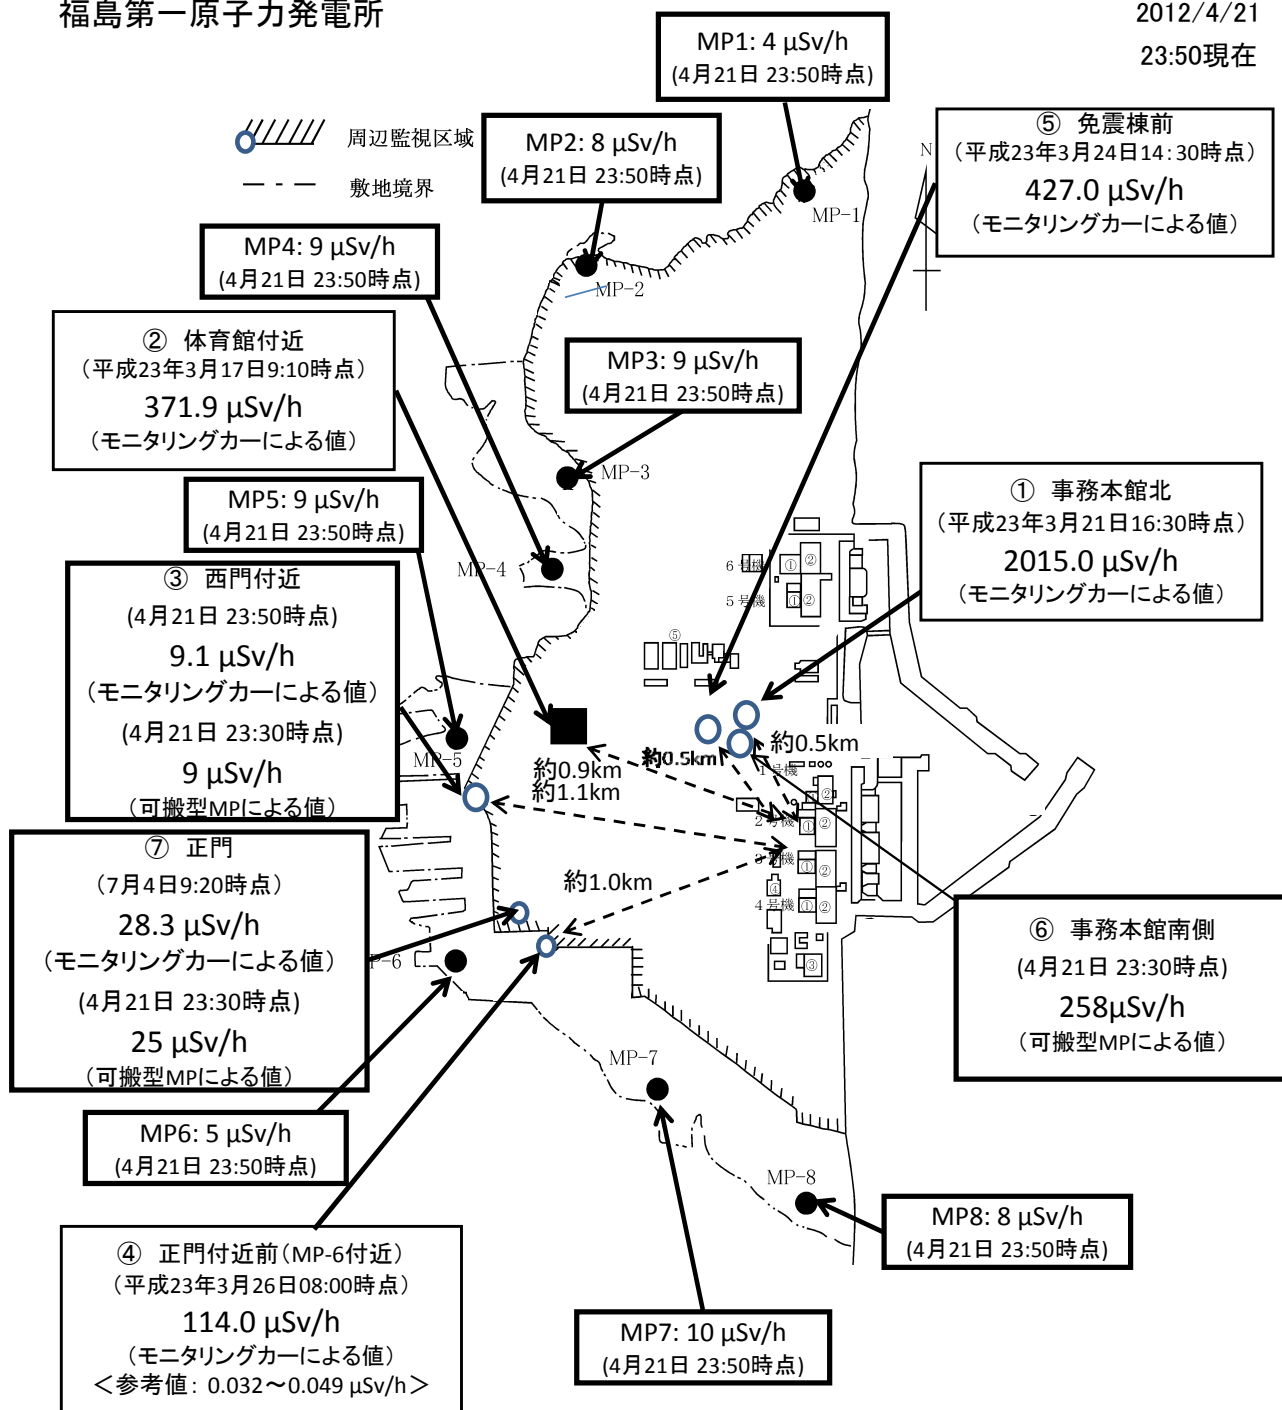 福島第一原子力発電所
2012/4/21
23:50現在
周辺監視区域
敷地境界
MP1: 4 µSv/h
(4月21日 23:50時点)
MP2: 8 µSv/h
(4月21日 23:50時点)
⑤ 免震棟前
（平成23年3月24日14:30時点）
427.0 µSv/h
（モニタリングカーによる値）
N
MP-1
MP4: 9 µSv/h
(4月21日 23:50時点)
MP-2
② 体育館付近
（平成23年3月17日9:10時点）
371.9 µSv/h
（モニタリングカーによる値）
MP3: 9 µSv/h
(4月21日 23:50時点)
MP-3
MP5: 9 µSv/h
(4月21日 23:50時点)
① 事務本館北
（平成23年3月21日16:30時点）
2015.0 µSv/h
（モニタリングカーによる値）
MP-4
6号機
①
②
5号機
①
②
③ 西門付近
(4月21日 23:50時点)
9.1 µSv/h
（モニタリングカーによる値）
(4月21日 23:30時点)
9 µSv/h
（可搬型MPによる値）
⑤
MP-5
約0.9km
約1.1km
約0.5km
約0.5km
1号機
②
2号機
①
②
3号機
①
②
④
4号機
①
②
③
約1.0km
⑦ 正門
(7月4日9:20時点)
28.3 µSv/h
（モニタリングカーによる値）
(4月21日 23:30時点)
25 µSv/h
（可搬型MPによる値）
P-6
⑥ 事務本館南側
(4月21日 23:30時点)
258µSv/h
（可搬型MPによる値）
MP-7
MP6: 5 µSv/h
(4月21日 23:50時点)
MP-8
MP8: 8 µSv/h
(4月21日 23:50時点)
④ 正門付近前（MP-6付近）
（平成23年3月26日08:00時点）
114.0 µSv/h
（モニタリングカーによる値）
＜参考値: 0.032～0.049 µSv/h＞
MP7: 10 µSv/h
(4月21日 23:50時点)